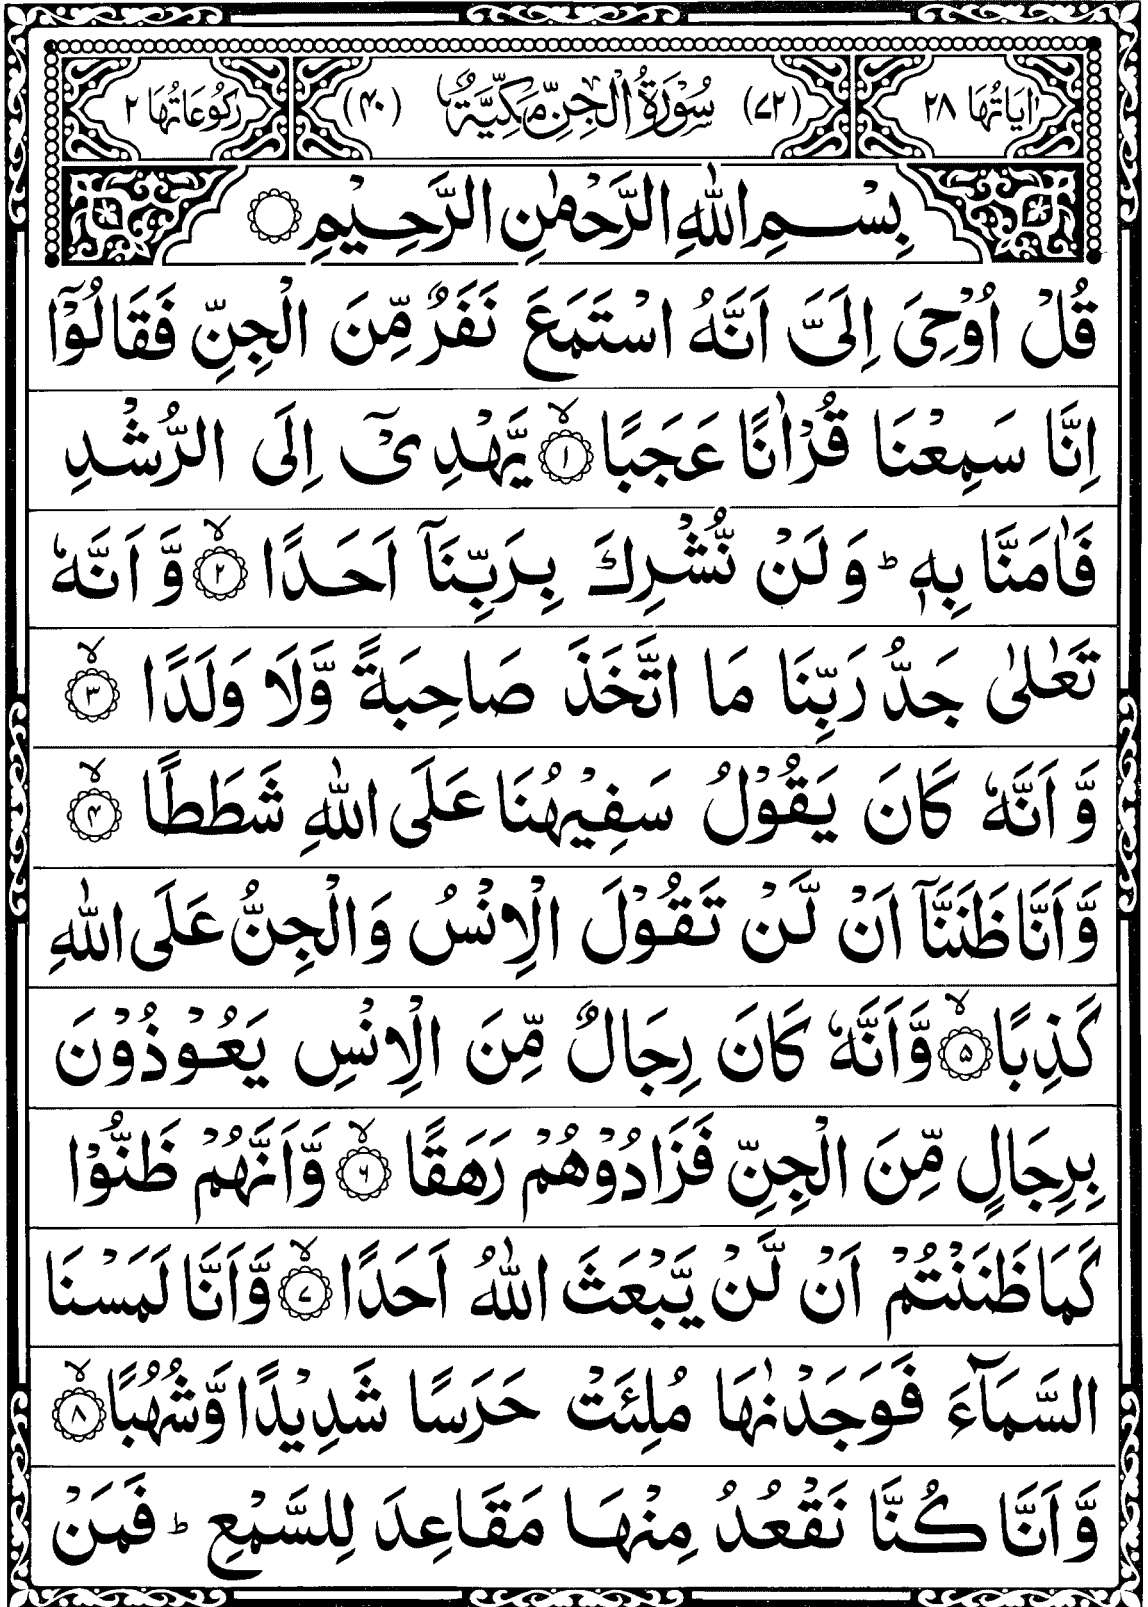 اٰيَاتُهَا ٢٨ (٧٢) سُوْرَةُ الْجِنِّ مَكِّيَّةٌ (٤٠) رَكُوْعَاتُهَا ٢
بِسْمِ اللّٰهِ الرَّحْمٰنِ الرَّحِيْمِ
قُلْ اُوْحِيَ اِلَيَّ اَنَّهُ اسْتَمَعَ نَفَرٌ مِّنَ الْجِنِّ فَقَالُوْۤا
اِنَّا سَمِعْنَا قُرْاٰنًا عَجَبًا ۙ﴿١﴾ يَّهْدِيْۤ اِلَى الرُّشْدِ
فَاٰمَنَّا بِهٖ ؕ وَلَنْ نُّشْرِكَ بِرَبِّنَاۤ اَحَدًا ۙ﴿٢﴾ وَّاَنَّهٗ
تَعٰلٰى جَدُّ رَبِّنَا مَا اتَّخَذَ صَاحِبَةً وَّلَا وَلَدًا ۙ﴿٣﴾
وَّاَنَّهٗ كَانَ يَقُوْلُ سَفِيْهُنَا عَلَى اللّٰهِ شَطَطًا ۙ﴿٤﴾
وَّاَنَّا ظَنَنَّاۤ اَنْ لَّنْ تَقُوْلَ الْاِنْسُ وَالْجِنُّ عَلَى اللّٰهِ
كَذِبًا ۙ﴿٥﴾ وَّاَنَّهٗ كَانَ رِجَالٌ مِّنَ الْاِنْسِ يَعُوْذُوْنَ
بِرِجَالٍ مِّنَ الْجِنِّ فَزَادُوْهُمْ رَهَقًا ۙ﴿٦﴾ وَّاَنَّهُمْ ظَنُّوْا
كَمَا ظَنَنْتُمْ اَنْ لَّنْ يَّبْعَثَ اللّٰهُ اَحَدًا ۙ﴿٧﴾ وَّاَنَّا لَمَسْنَا
السَّمَآءَ فَوَجَدْنٰهَا مُلِئَتْ حَرَسًا شَدِيْدًا وَّشُهُبًا ۙ﴿٨﴾
وَّاَنَّا كُنَّا نَقْعُدُ مِنْهَا مَقَاعِدَ لِلسَّمْعِ ؕ فَمَنْ